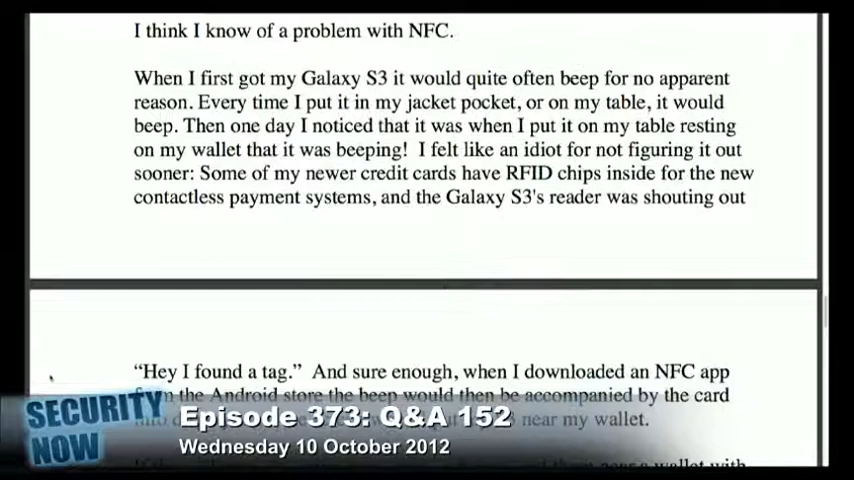 I think I know of a problem with NFC.
When I first got my Galaxy S3 it would quite often beep for no apparent
reason. Every time I put it in my jacket pocket, or on my table, it would
beep. Then one day I noticed that it was when I put it on my table resting
on my wallet that it was beeping! I felt like an idiot for not figuring it out
sooner: Some of my newer credit cards have RFID chips inside for the new
contactless payment systems, and the Galaxy S3's reader was shouting out
“Hey I found a tag.” And sure enough, when I downloaded an NFC app
the Android store the beep would then be accompanied by the card
near my wallet.
a wallet with
SECURITY
NOW
Episode 373: Q&A 152
Wednesday 10 October 2012